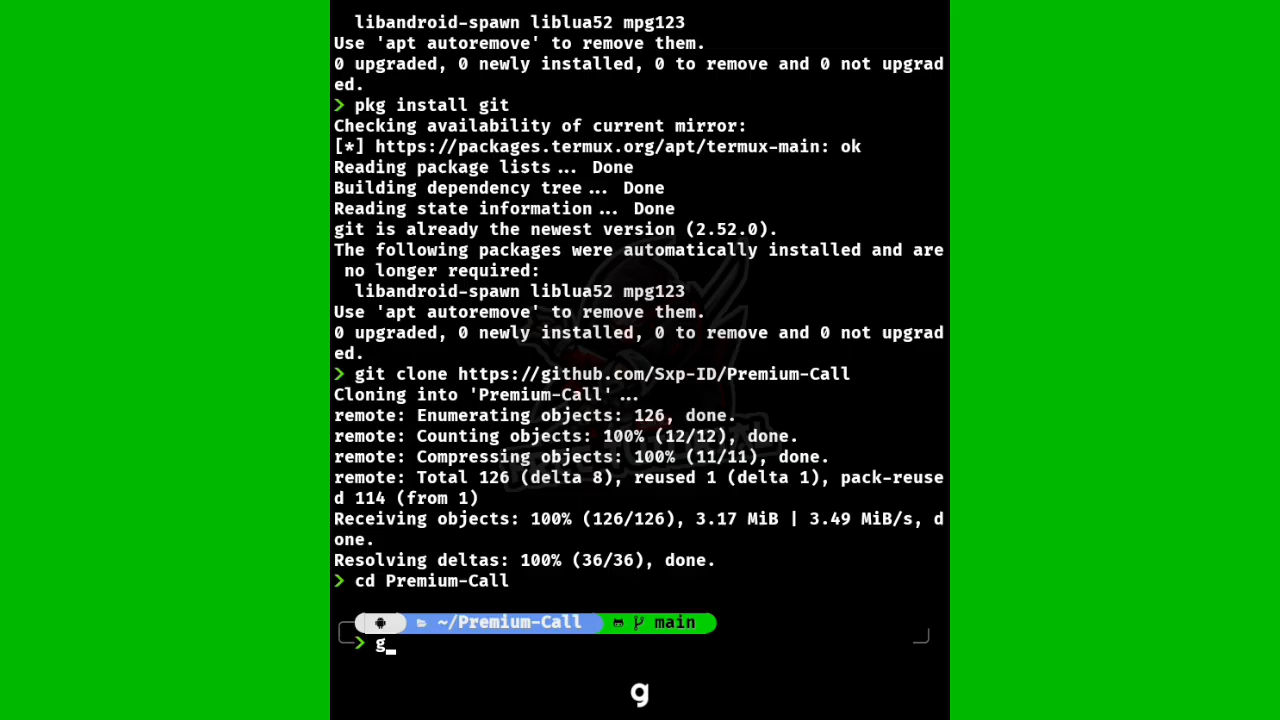 libandroid-spawn liblua52 mpg123
Use 'apt autoremove' to remove them.
0 upgraded, 0 newly installed, 0 to remove and 0 not upgrad
ed.
> pkg install git
Checking availability of current mirror:
[*] https://packages.termux.org/apt/termux-main: ok
Reading package lists... Done
Building dependency tree... Done
Reading state information... Done
git is already the newest version (2.52.0).
The following packages were automatically installed and are
no longer required:
libandroid-spawn liblua52 mpg123
Use 'apt autoremove' to remove them.
0 upgraded, 0 newly installed, 0 to remove and 0 not upgrad
ed.
> git clone https://github.com/Sxp-ID/Premium-Call
Cloning into 'Premium-Call'...
remote: Enumerating objects: 126, done.
remote: Counting objects: 100% (12/12), done.
remote: Compressing objects: 100% (11/11), done.
remote: Total 126 (delta 8), reused 1 (delta 1), pack-reuse
d 114 (from 1)
Receiving objects: 100% (126/126), 3.17 MiB | 3.49 MiB/s, d
one.
Resolving deltas: 100% (36/36), done.
> cd Premium-Call
~/Premium-Call main
> g_
g